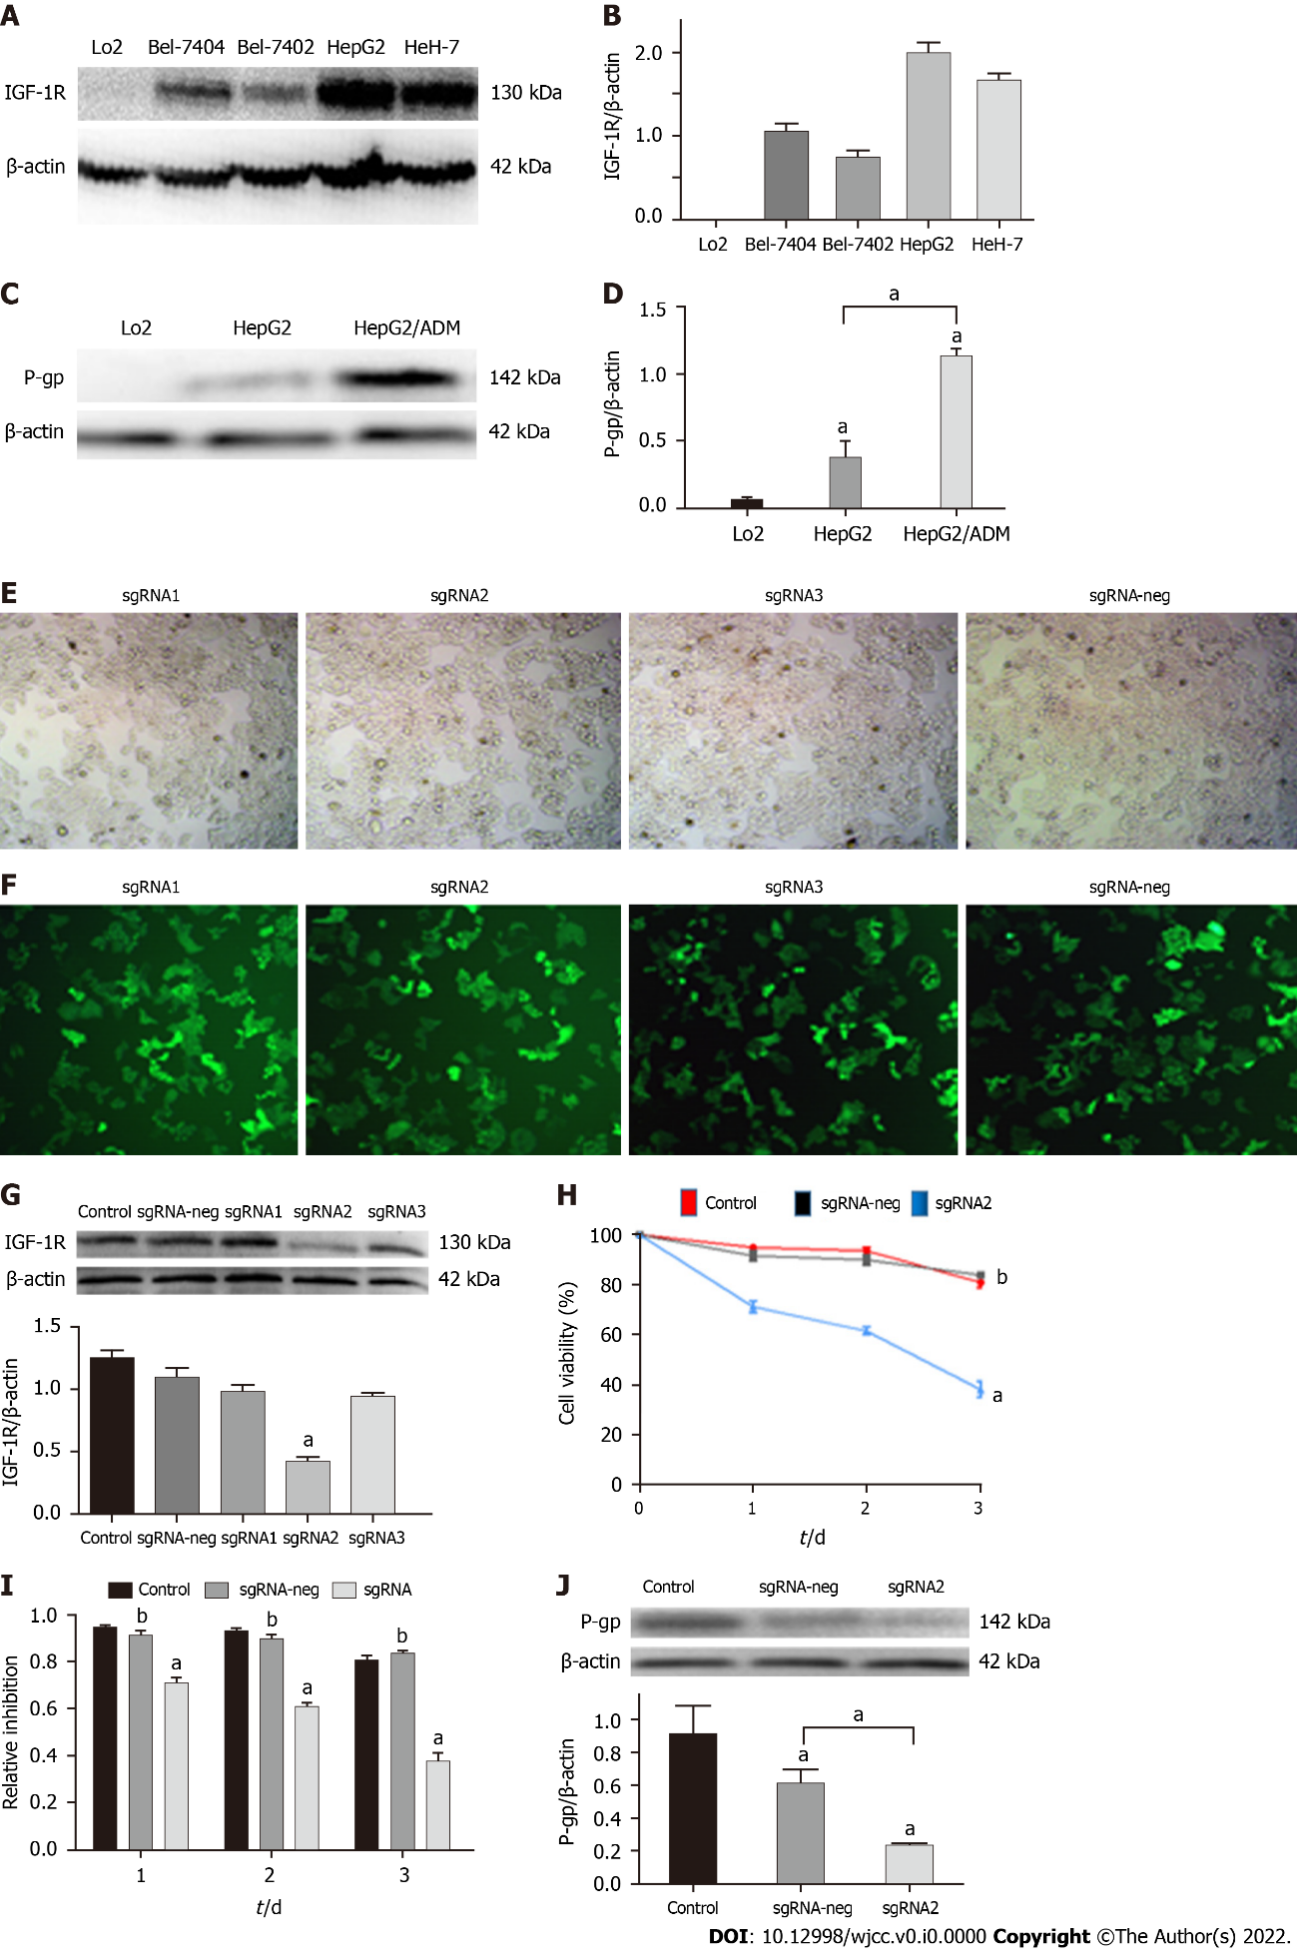 A
Lo2 Bel-7404 Bel-7402 HepG2 HeH-7
IGF-1R 130 kDa
β-actin 42 kDa
B
IGF-1R/β-actin
2.0
1.0
0.0
Lo2 Bel-7404 Bel-7402 HepG2 HeH-7
C
Lo2 HepG2 HepG2/ADM
P-gp 142 kDa
β-actin 42 kDa
D
P-gp/β-actin
1.5
1.0
0.5
0.0
a
a
a
Lo2 HepG2 HepG2/ADM
E
sgRNA1 sgRNA2 sgRNA3 sgRNA-neg
F
sgRNA1 sgRNA2 sgRNA3 sgRNA-neg
G
Control sgRNA-neg sgRNA1 sgRNA2 sgRNA3
IGF-1R 130 kDa
β-actin 42 kDa
IGF-1R/β-actin
1.5
1.0
0.5
0.0
a
Control sgRNA-neg sgRNA1 sgRNA2 sgRNA3
H
Control sgRNA-neg sgRNA2
Cell viability (%)
100
80
60
40
20
0
b
a
0 1 2 3
t/d
I
Control sgRNA-neg sgRNA
Relative inhibition
1.0
0.8
0.6
0.4
0.2
0.0
b b b
a a a
1 2 3
t/d
J
Control sgRNA-neg sgRNA2
P-gp 142 kDa
β-actin 42 kDa
P-gp/β-actin
1.0
0.8
0.6
0.4
0.2
0.0
a
a
a
Control sgRNA-neg sgRNA2
DOI: 10.12998/wjcc.v0.i0.0000 Copyright ©The Author(s) 2022.